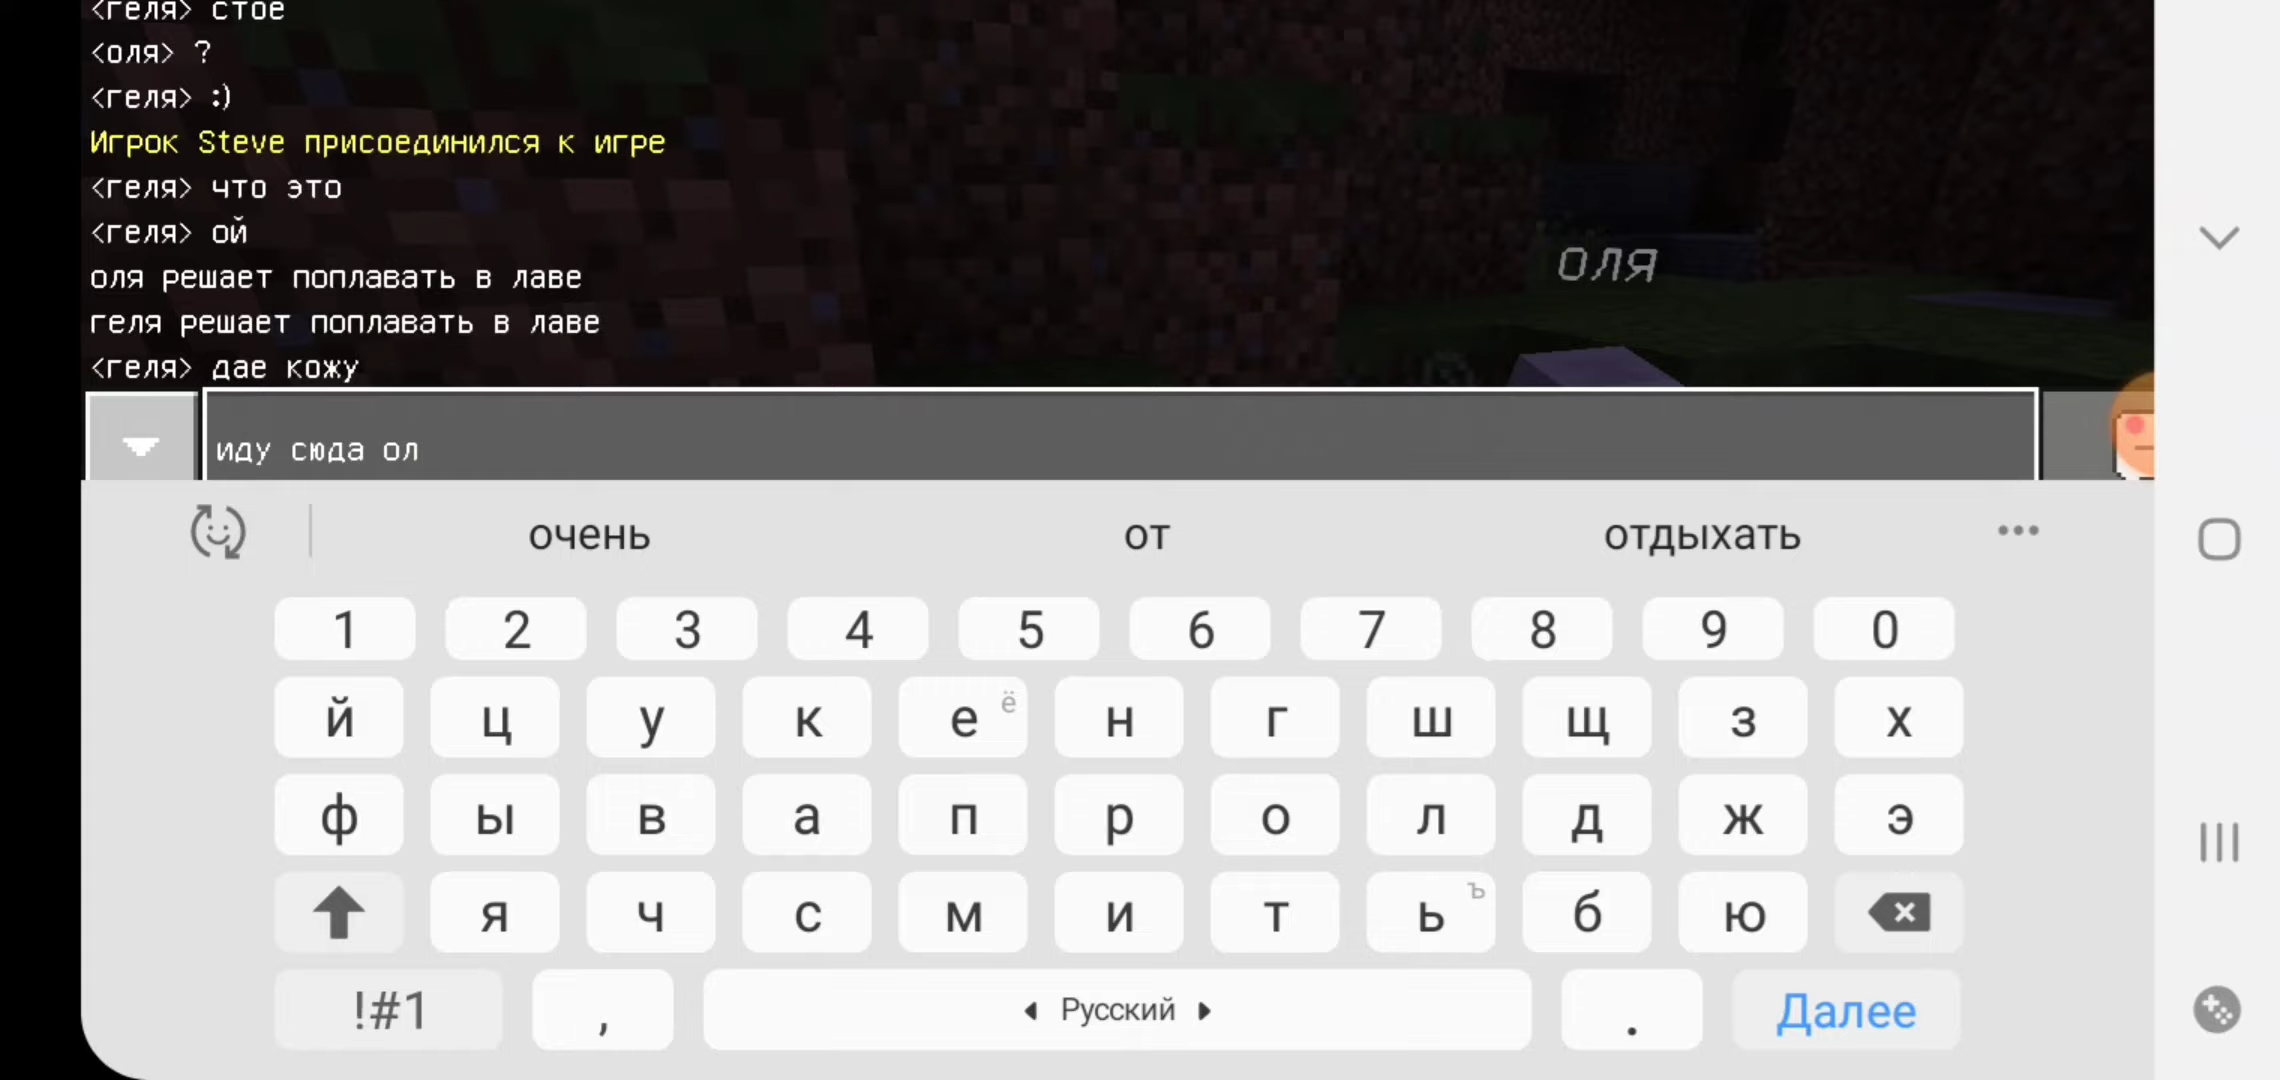 <геля> стое
<оля> ?
<геля> :)
Игрок Steve присоединился к игре
<геля> что это
<геля> ой
оля решает поплавать в лаве
геля решает поплавать в лаве
<геля> дае кожу
оля
иду сюда ол
очень от отдыхать
1 2 3 4 5 6 7 8 9 0
й ц у к е ё н г ш щ з х
ф ы в а п р о л д ж э
я ч с м и т ь ъ б ю
!#1 , Русский . Далее